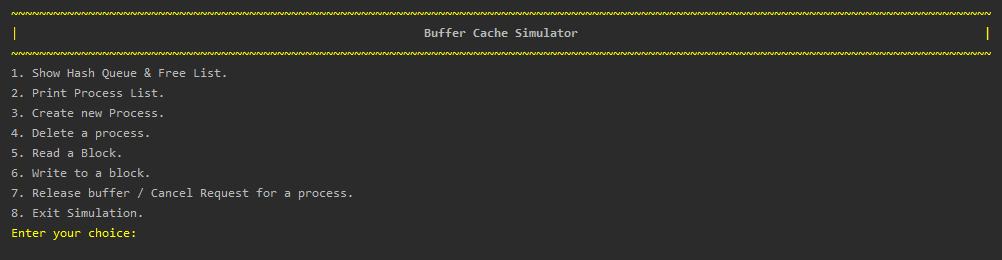 ~~~~~~~~~~~~~~~~~~~~~~~~~~~~~~~~~~~~~~~~~~~~~~~~~~~~~~~~~~~~~~~~~~~~~~~~~~~~~~~~~~~~~~~~~~~~~~~~~~~~~~~~~~~~~~~~~~~~~~~~~~~~~~~~~~~~~~~~~~~~
| Buffer Cache Simulator |
~~~~~~~~~~~~~~~~~~~~~~~~~~~~~~~~~~~~~~~~~~~~~~~~~~~~~~~~~~~~~~~~~~~~~~~~~~~~~~~~~~~~~~~~~~~~~~~~~~~~~~~~~~~~~~~~~~~~~~~~~~~~~~~~~~~~~~~~~~~~
1. Show Hash Queue & Free List.
2. Print Process List.
3. Create new Process.
4. Delete a process.
5. Read a Block.
6. Write to a block.
7. Release buffer / Cancel Request for a process.
8. Exit Simulation.
Enter your choice: